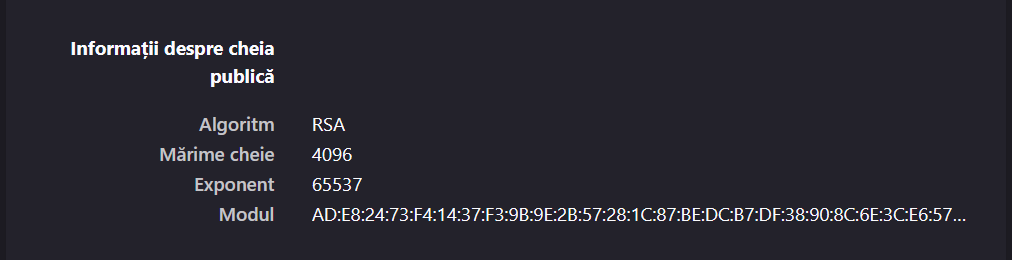 Informații despre cheia
publică
Algoritm RSA
Mărime cheie 4096
Exponent 65537
Modul AD:E8:24:73:F4:14:37:F3:9B:9E:2B:57:28:1C:87:BE:DC:B7:DF:38:90:8C:6E:3C:E6:57...